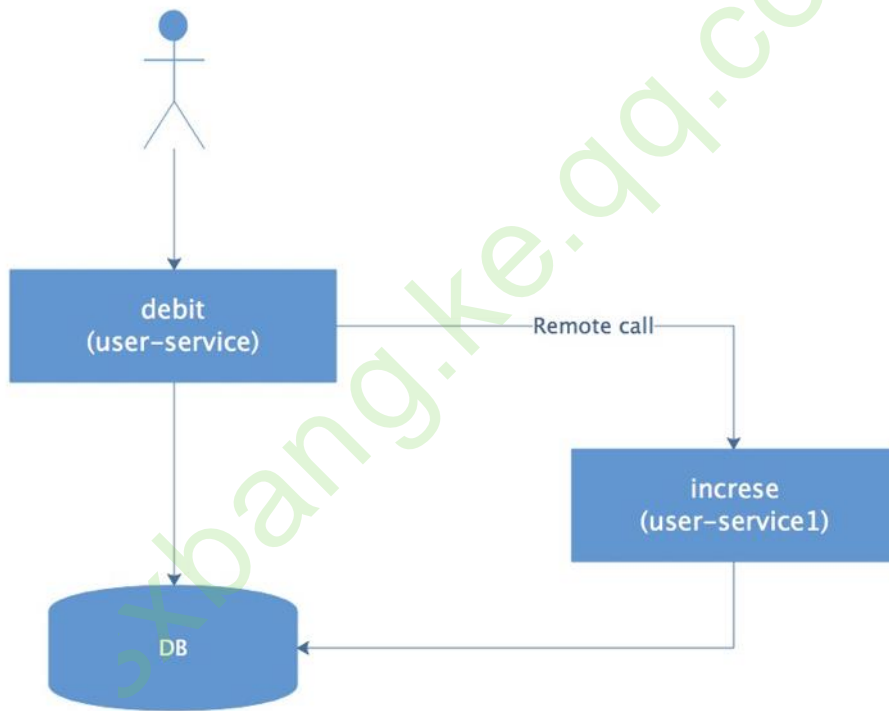 debit
(user-service)
Remote call
increse
(user-service1)
DB
xbang.ke.qq.co